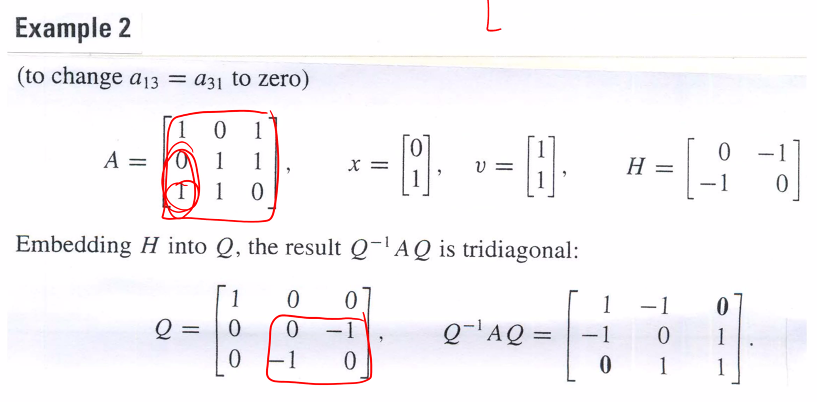 Example 2
(to change a₁₃ = a₃₁ to zero)
A = [1 0 1; 0 1 1; 1 1 0], x = [0; 1], v = [1; 1], H = [0 −1; −1 0]
Embedding H into Q, the result Q⁻¹AQ is tridiagonal:
Q = [1 0 0; 0 0 −1; 0 −1 0], Q⁻¹AQ = [1 −1 0; −1 0 1; 0 1 1].